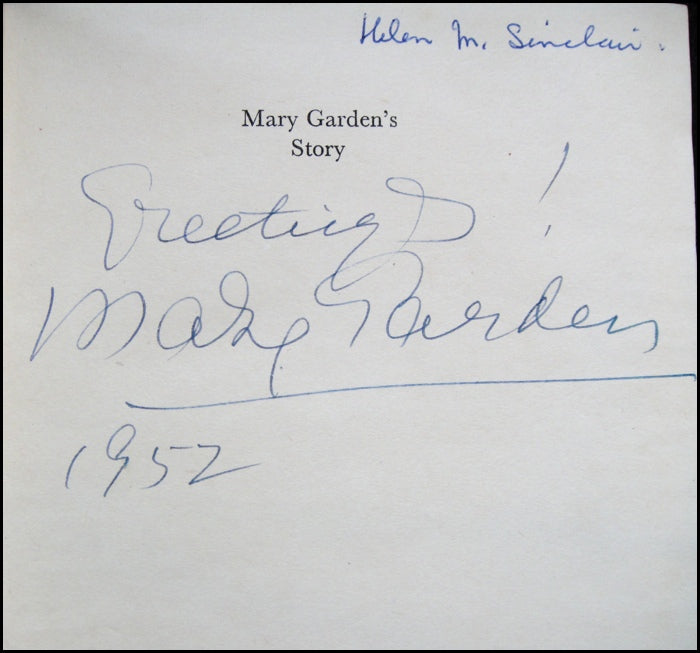 Helen M. Sinclair.
Mary Garden's
Story
Greetings!
Mary Garden
1952